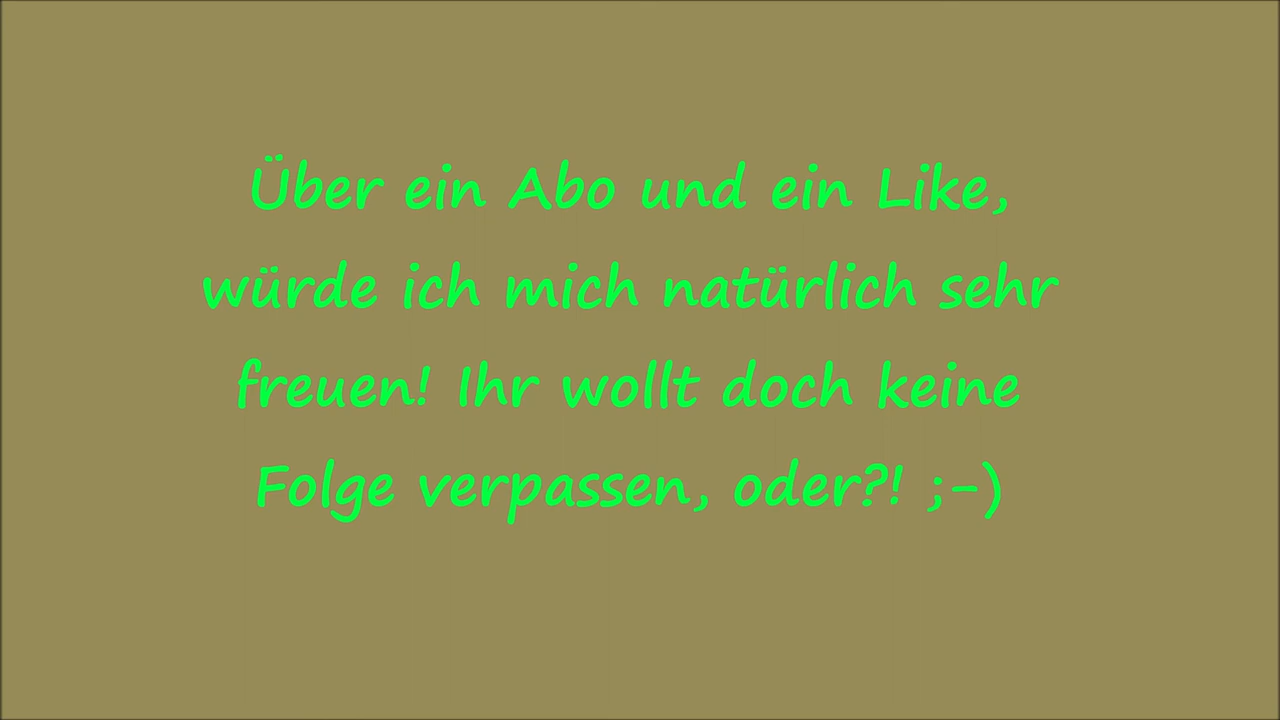 Über ein Abo und ein Like,
würde ich mich natürlich sehr
freuen! Ihr wollt doch keine
Folge verpassen, oder?! ;-)